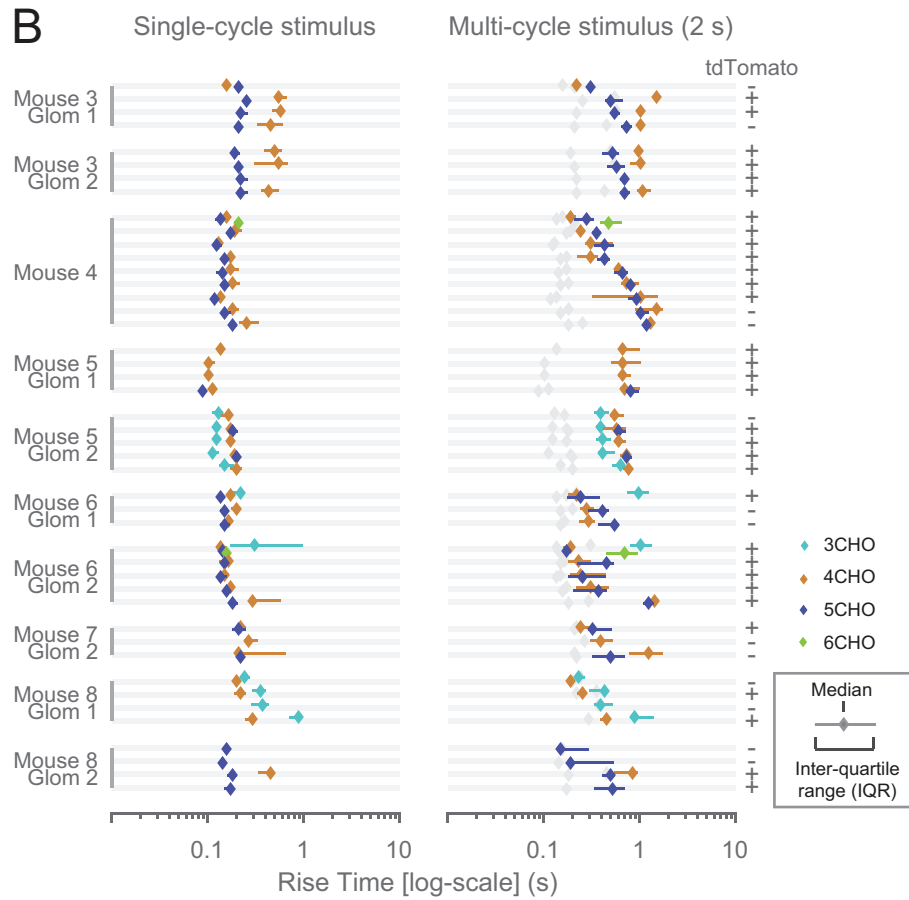 B
Single-cycle stimulus
Multi-cycle stimulus (2 s)
tdTomato
Mouse 3
Glom 1
-
+
+
-
Mouse 3
Glom 2
+
+
+
+
Mouse 4
+
+
+
+
+
+
+
-
-
Mouse 5
Glom 1
+
+
+
+
Mouse 5
Glom 2
-
+
+
+
+
Mouse 6
Glom 1
+
-
-
Mouse 6
Glom 2
+
+
+
+
+
Mouse 7
Glom 2
+
-
-
Mouse 8
Glom 1
-
+
-
+
Mouse 8
Glom 2
-
-
+
+
3CHO
4CHO
5CHO
6CHO
Median
Inter-quartile
range (IQR)
0.1 1 10
0.1 1 10
Rise Time [log-scale] (s)